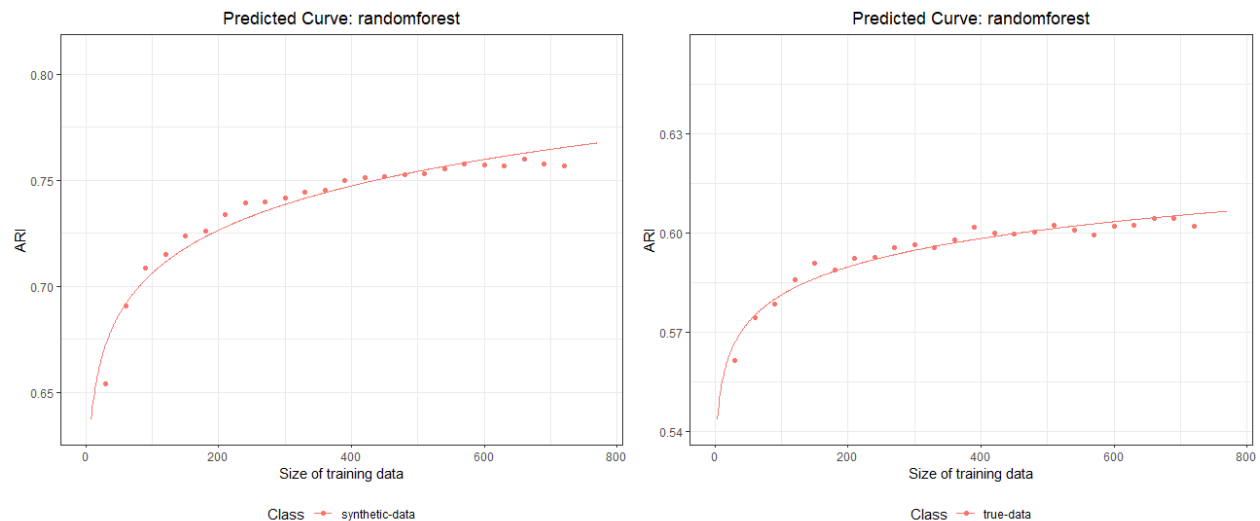 Predicted Curve: randomforest
ARI
0.80
0.75
0.70
0.65
0 200 400 600 800
Size of training data
Class synthetic-data
Predicted Curve: randomforest
ARI
0.63
0.60
0.57
0.54
0 200 400 600 800
Size of training data
Class true-data